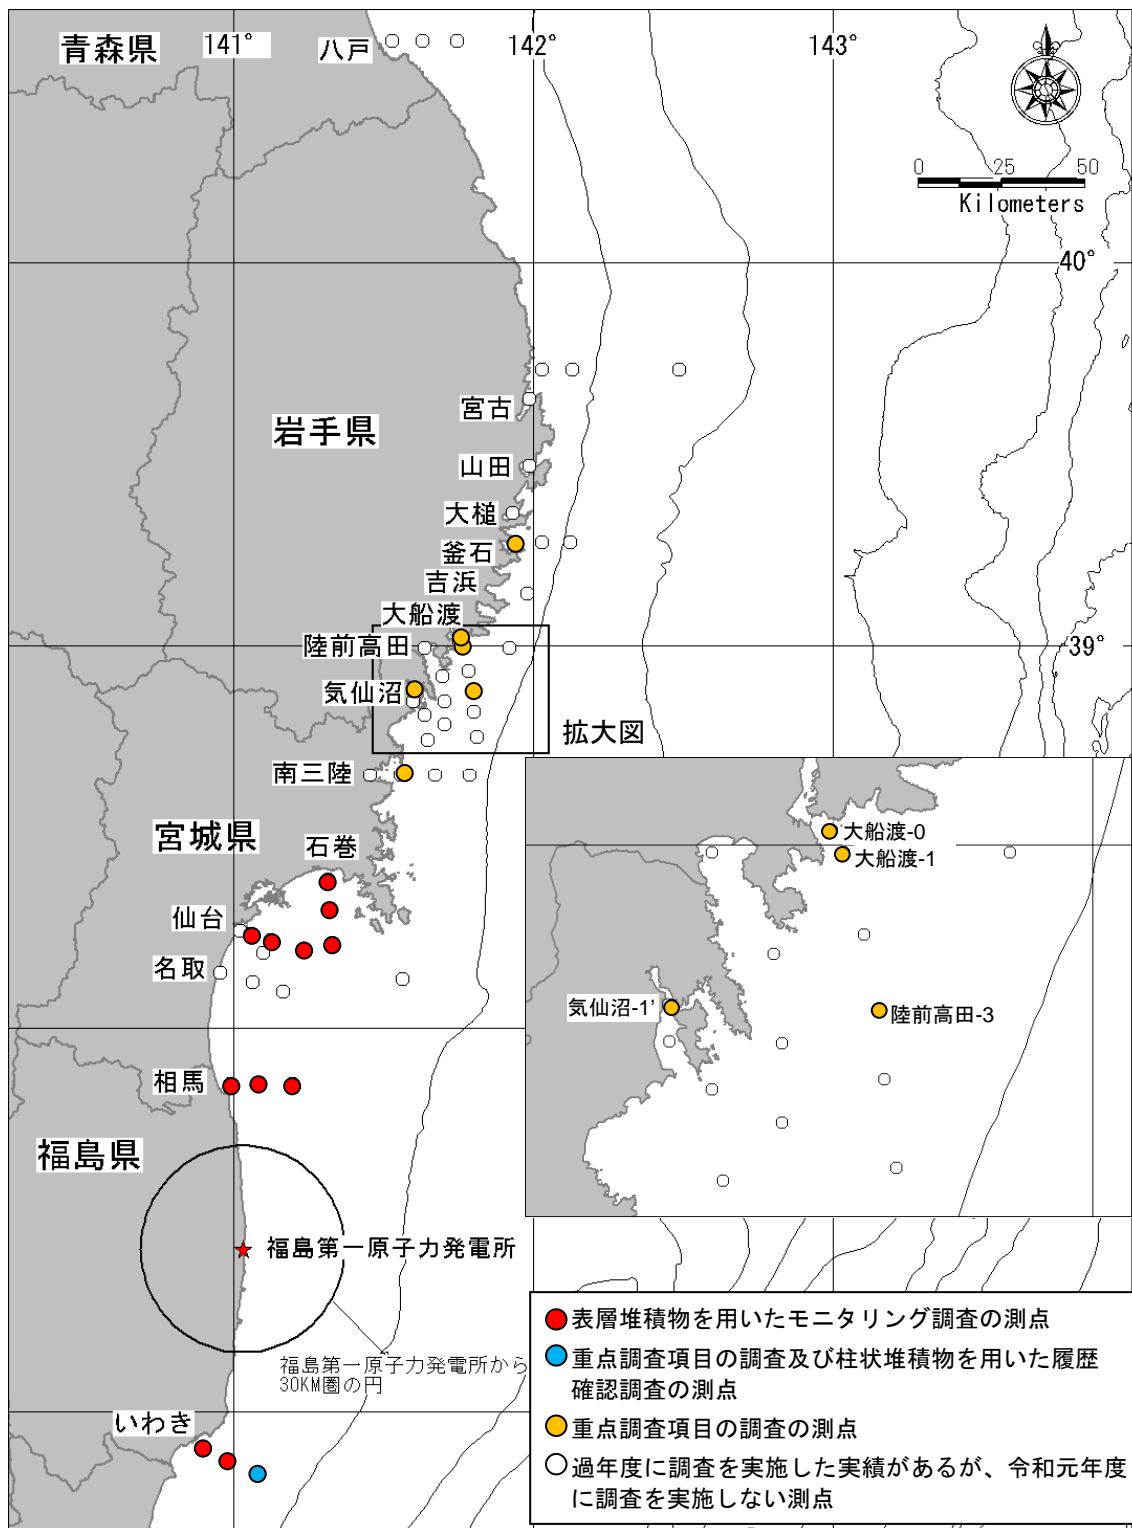 青森県
141°
八戸
142°
143°
0 25 50
Kilometers
40°
宮古
岩手県
山田
大槌
釜石
吉浜
大船渡
陸前高田
39°
気仙沼
拡大図
南三陸
宮城県
石巻
大船渡-0
大船渡-1
仙台
名取
気仙沼-1’
陸前高田-3
相馬
福島県
福島第一原子力発電所
福島第一原子力発電所から
30KM圏の円
いわき
表層堆積物を用いたモニタリング調査の測点
重点調査項目の調査及び柱状堆積物を用いた履歴
確認調査の測点
重点調査項目の調査の測点
過年度に調査を実施した実績があるが、令和元年度
に調査を実施しない測点